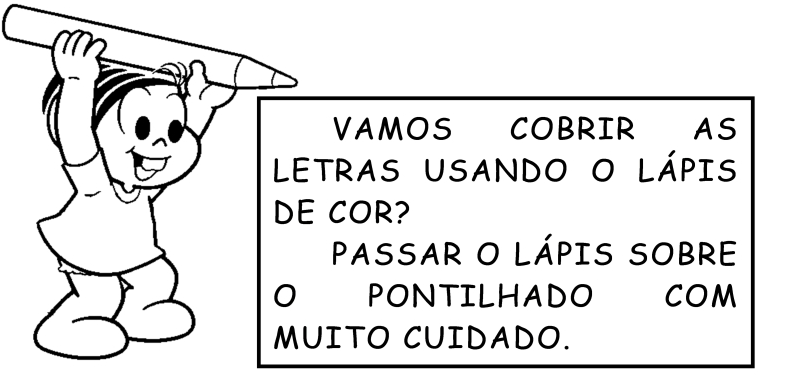 VAMOS COBRIR AS
LETRAS USANDO O LÁPIS
DE COR?
PASSAR O LÁPIS SOBRE
O PONTILHADO COM
MUITO CUIDADO.